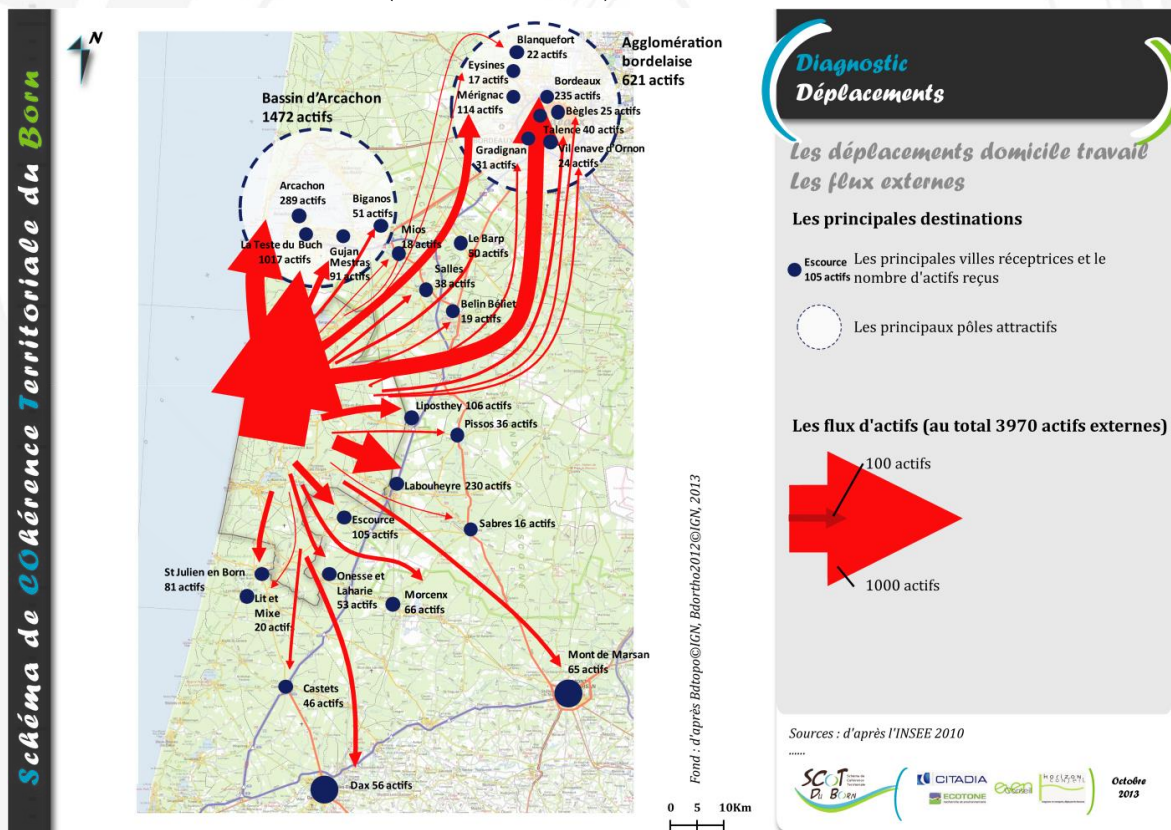 Schéma de COhérence Territoriale du Born
N
Bassin d'Arcachon
1472 actifs
Agglomération
bordelaise
621 actifs
Blanquefort
22 actifs
Eysines
17 actifs
Mérignac
114 actifs
Bordeaux
235 actifs
Bègles 25 actifs
Talence 40 actifs
Villenave d'Ornon
24 actifs
Gradignan
31 actifs
Arcachon
289 actifs
Biganos
51 actifs
La Teste du Buch
1017 actifs
Gujan
Mestras
91 actifs
Mios
18 actifs
Le Barp
50 actifs
Salles
38 actifs
Belin Béliet
19 actifs
Liposthey 106 actifs
Pissos 36 actifs
Labouheyre 230 actifs
Escource
105 actifs
Sabres 16 actifs
St Julien en Born
81 actifs
Lit et
Mixe
20 actifs
Onesse et
Laharie
53 actifs
Morcenx
66 actifs
Mont de Marsan
65 actifs
Castets
46 actifs
Dax 56 actifs
Fond : d'après Bdtopo©IGN, Bdortho2012©IGN, 2013
0 5 10Km
Diagnostic
Déplacements
Les déplacements domicile travail
Les flux externes
Les principales destinations
Escource
105 actifs
Les principales villes réceptrices et le
nombre d'actifs reçus
Les principaux pôles attractifs
Les flux d'actifs (au total 3970 actifs externes)
100 actifs
1000 actifs
Sources : d'après l'INSEE 2010
......
SCOT
DU BORN
CITADIA
ECOTONE
HORIZON
CONSEIL
Octobre
2013